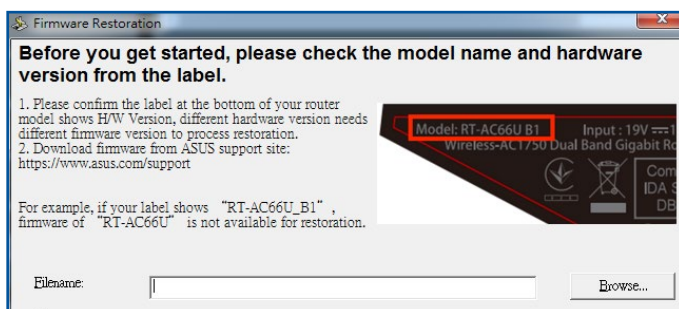 Firmware Restoration
Before you get started, please check the model name and hardware
version from the label.
1. Please confirm the label at the bottom of your router
model shows H/W Version, different hardware version needs
different firmware version to process restoration.
2. Download firmware from ASUS support site:
https://www.asus.com/support
For example, if your label shows “RT-AC66U_B1”,
firmware of “RT-AC66U” is not available for restoration.
Model: RT-AC66U B1 Input : 19V
Wireless-AC1750 Dual Band Gigabit
Com
IDA S
DB
Filename:
Browse...